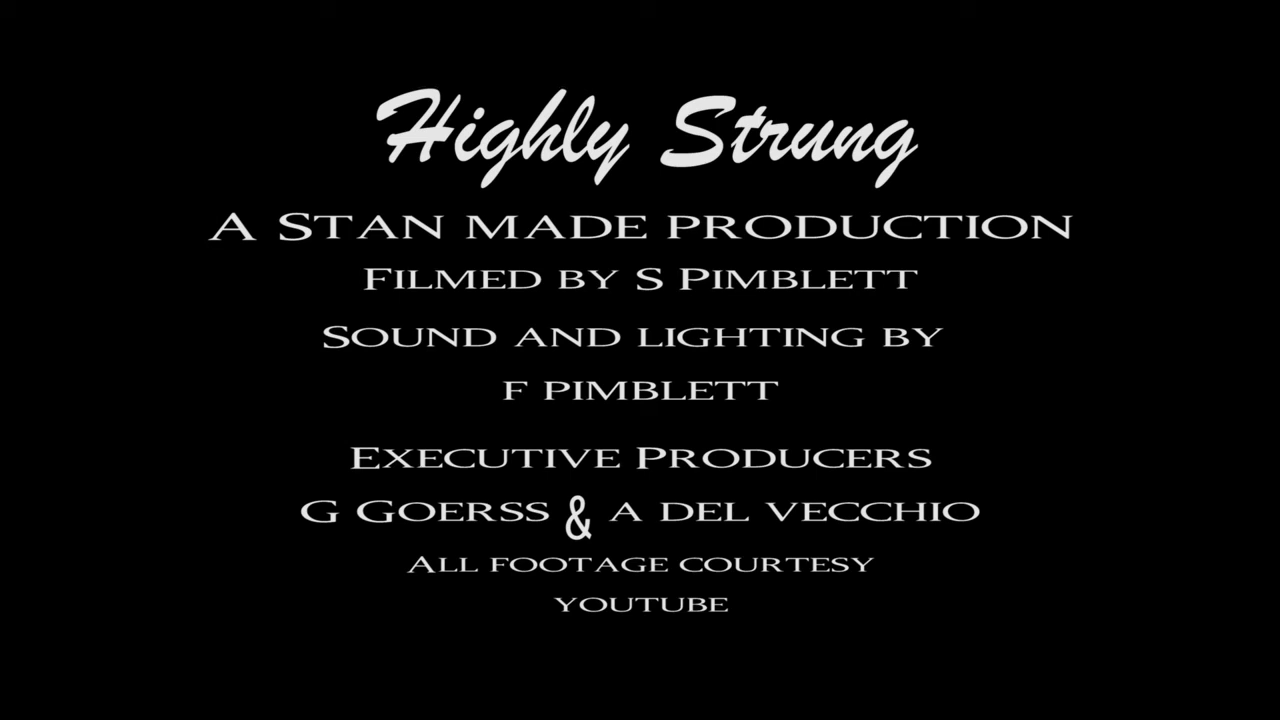 Highly Strung
A STAN MADE PRODUCTION
FILMED BY S PIMBLETT
SOUND AND LIGHTING BY
F PIMBLETT
EXECUTIVE PRODUCERS
G GOERSS & A DEL VECCHIO
ALL FOOTAGE COURTESY
YOUTUBE